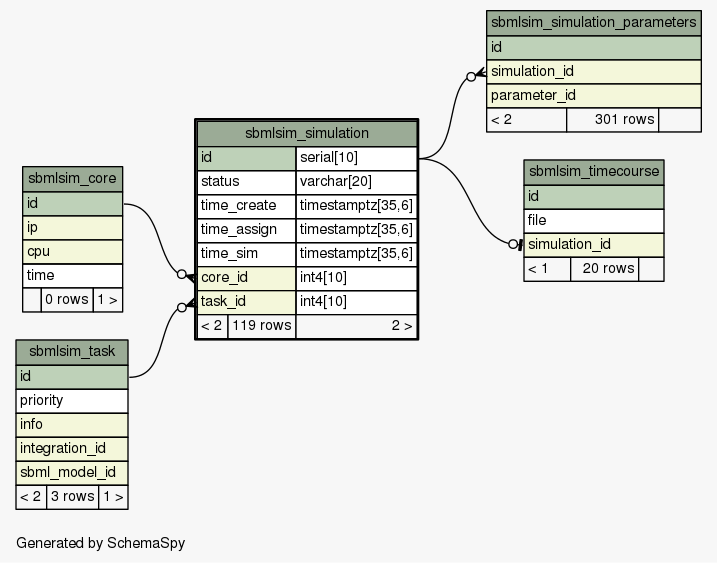 sbmlsim_simulation_parameters
id
simulation_id
parameter_id
< 2 301 rows
sbmlsim_simulation
id serial[10]
status varchar[20]
time_create timestamptz[35,6]
time_assign timestamptz[35,6]
time_sim timestamptz[35,6]
core_id int4[10]
task_id int4[10]
< 2 119 rows 2 >
sbmlsim_timecourse
id
file
simulation_id
< 1 20 rows
sbmlsim_core
id
ip
cpu
time
0 rows 1 >
sbmlsim_task
id
priority
info
integration_id
sbml_model_id
< 2 3 rows 1 >
Generated by SchemaSpy